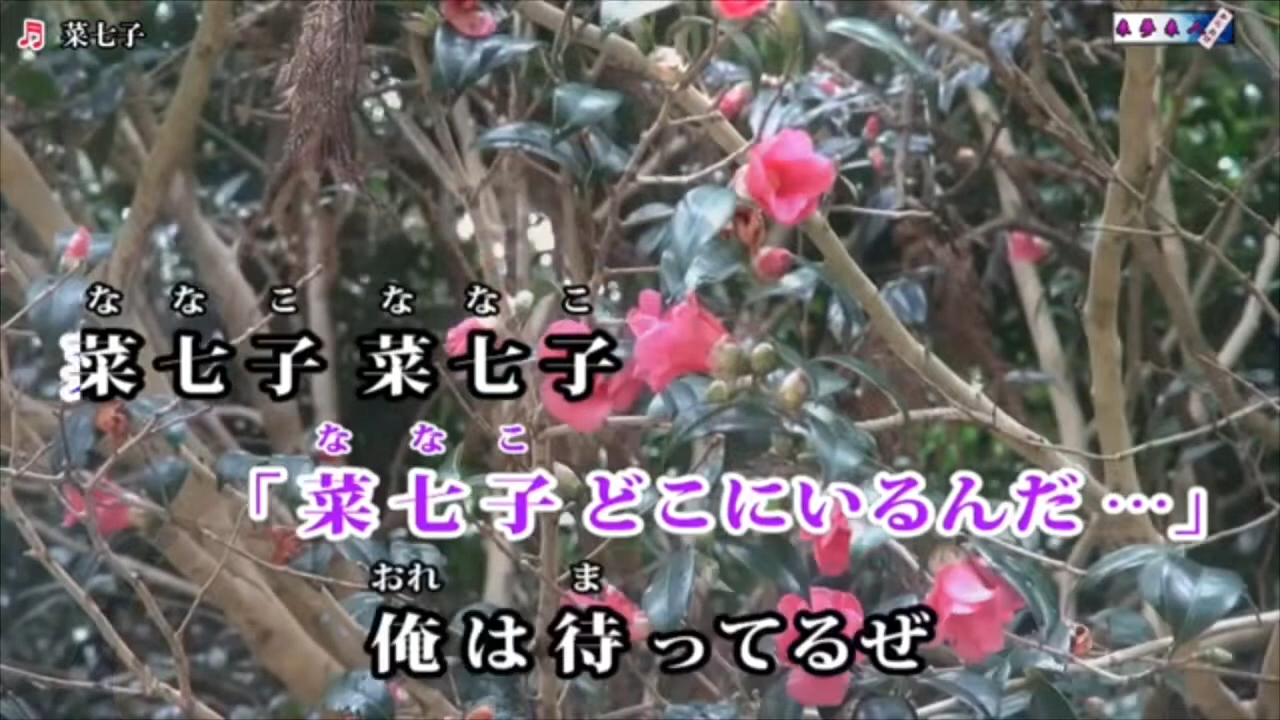 菜七子
ななこ ななこ
菜七子 菜七子
ななこ
「菜七子 どこにいるんだ…」
おれ ま
俺は待ってるぜ